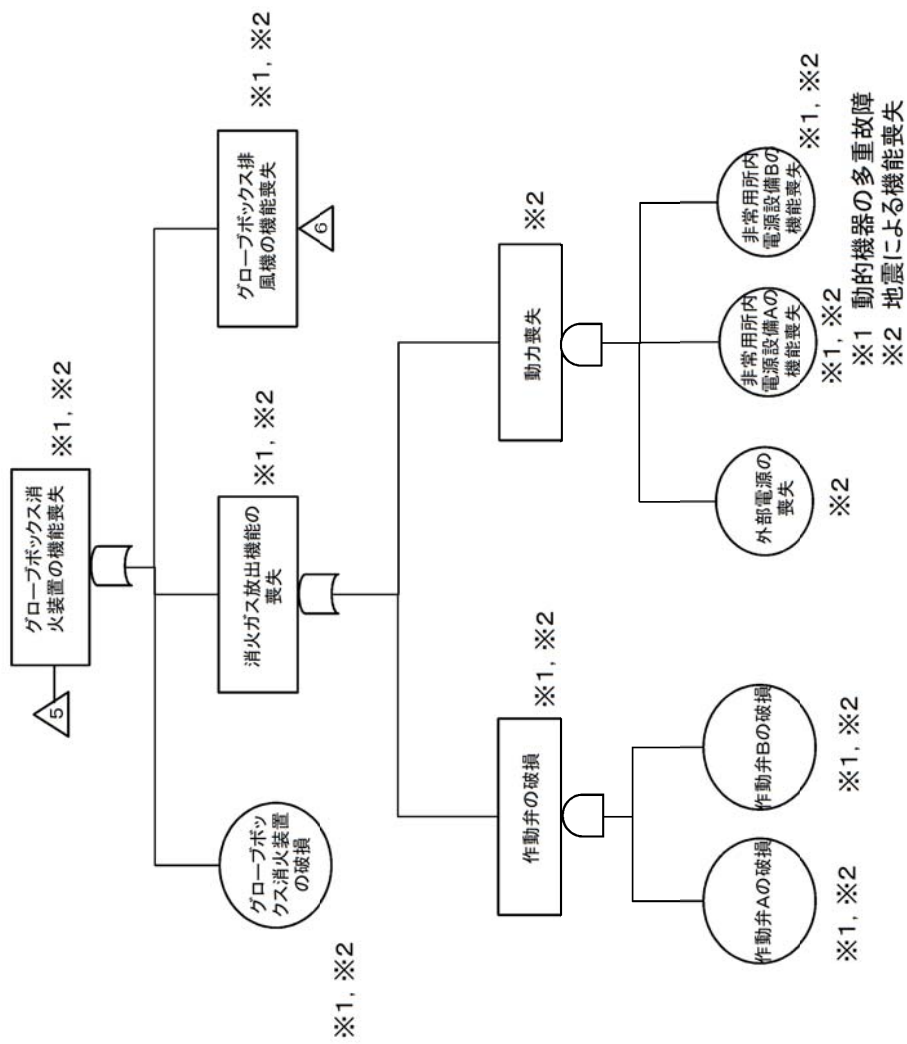 5
グローブボックス消
火装置の機能喪失
※1, ※2
グローブボッ
クス消火装置
の破損
※1, ※2
消火ガス放出機能の
喪失
※1, ※2
グローブボックス排
風機の機能喪失
※1, ※2
6
作動弁の破損
※1, ※2
動力喪失
※2
作動弁Aの破損
※1, ※2
作動弁Bの破損
※1, ※2
外部電源の
喪失
※2
非常用所内
電源設備Aの
機能喪失
※1, ※2
非常用所内
電源設備Bの
機能喪失
※1, ※2
※1 動的機器の多重故障
※2 地震による機能喪失